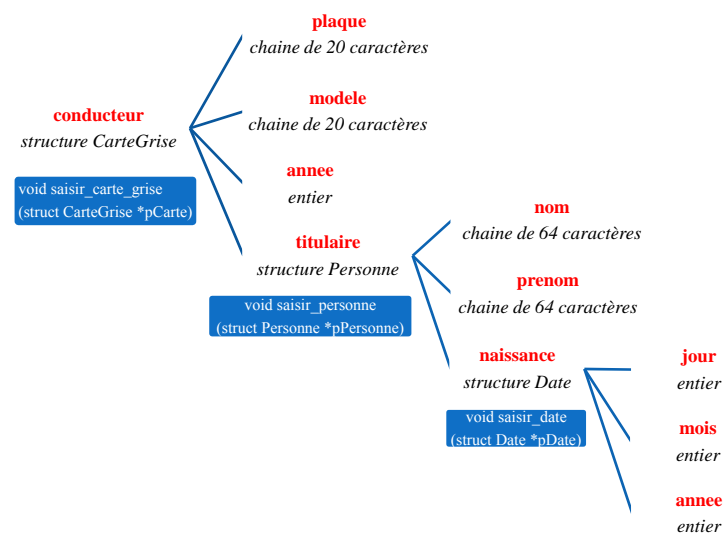 plaque
chaine de 20 caractères
conducteur
structure CarteGrise
modele
chaine de 20 caractères
annee
entier
void saisir_carte_grise
(struct CarteGrise *pCarte)
titulaire
structure Personne
void saisir_personne
(struct Personne *pPersonne)
nom
chaine de 64 caractères
prenom
chaine de 64 caractères
naissance
structure Date
void saisir_date
(struct Date *pDate)
jour
entier
mois
entier
annee
entier